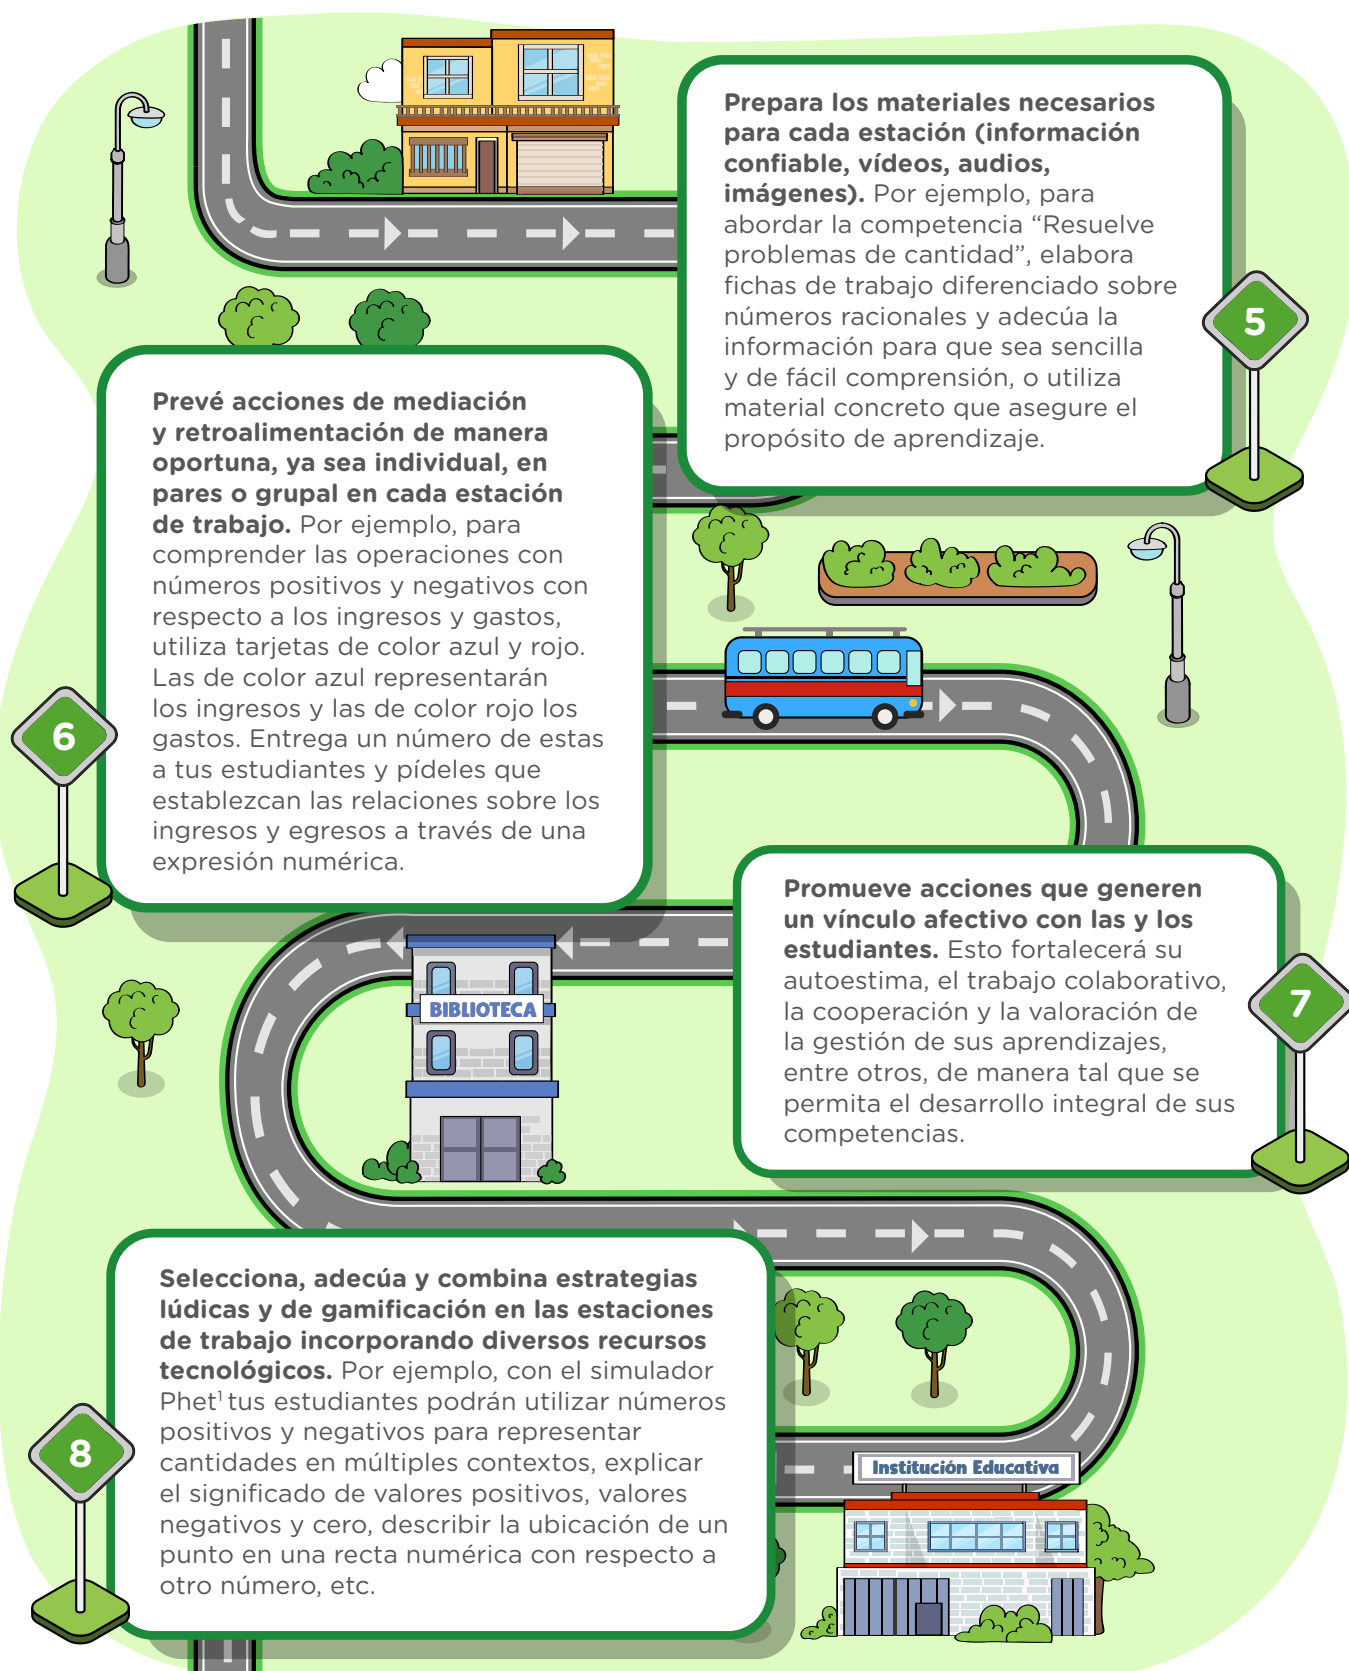 Prepara los materiales necesarios
para cada estación (información
confiable, vídeos, audios,
imágenes). Por ejemplo, para
abordar la competencia “Resuelve
problemas de cantidad”, elabora
fichas de trabajo diferenciado sobre
números racionales y adecúa la
información para que sea sencilla
y de fácil comprensión, o utiliza
material concreto que asegure el
propósito de aprendizaje.
5
Prevé acciones de mediación
y retroalimentación de manera
oportuna, ya sea individual, en
pares o grupal en cada estación
de trabajo. Por ejemplo, para
comprender las operaciones con
números positivos y negativos con
respecto a los ingresos y gastos,
utiliza tarjetas de color azul y rojo.
Las de color azul representarán
los ingresos y las de color rojo los
gastos. Entrega un número de estas
a tus estudiantes y pídeles que
establezcan las relaciones sobre los
ingresos y egresos a través de una
expresión numérica.
6
Promueve acciones que generen
un vínculo afectivo con las y los
estudiantes. Esto fortalecerá su
autoestima, el trabajo colaborativo,
la cooperación y la valoración de
la gestión de sus aprendizajes,
entre otros, de manera tal que se
permita el desarrollo integral de sus
competencias.
7
BIBLIOTECA
Selecciona, adecúa y combina estrategias
lúdicas y de gamificación en las estaciones
de trabajo incorporando diversos recursos
tecnológicos. Por ejemplo, con el simulador
Phet¹ tus estudiantes podrán utilizar números
positivos y negativos para representar
cantidades en múltiples contextos, explicar
el significado de valores positivos, valores
negativos y cero, describir la ubicación de un
punto en una recta numérica con respecto a
otro número, etc.
8
Institución Educativa